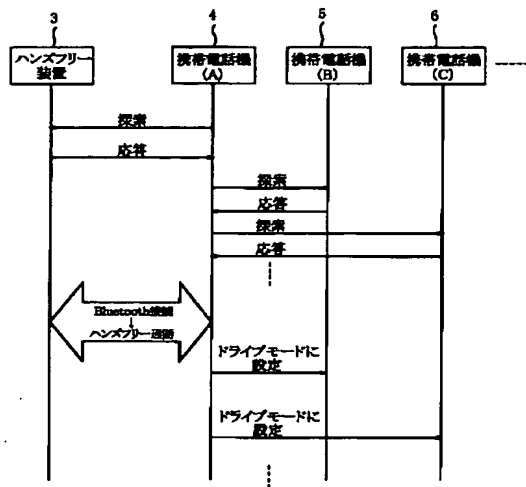 3
4
5
6
ハンズフリー
装置
携帯電話機
(A)
携帯電話機
(B)
携帯電話機
(C)
探索
応答
探索
応答
探索
応答
Bluetooth接続
↓
ハンズフリー通話
ドライブモードに
設定
ドライブモードに
設定